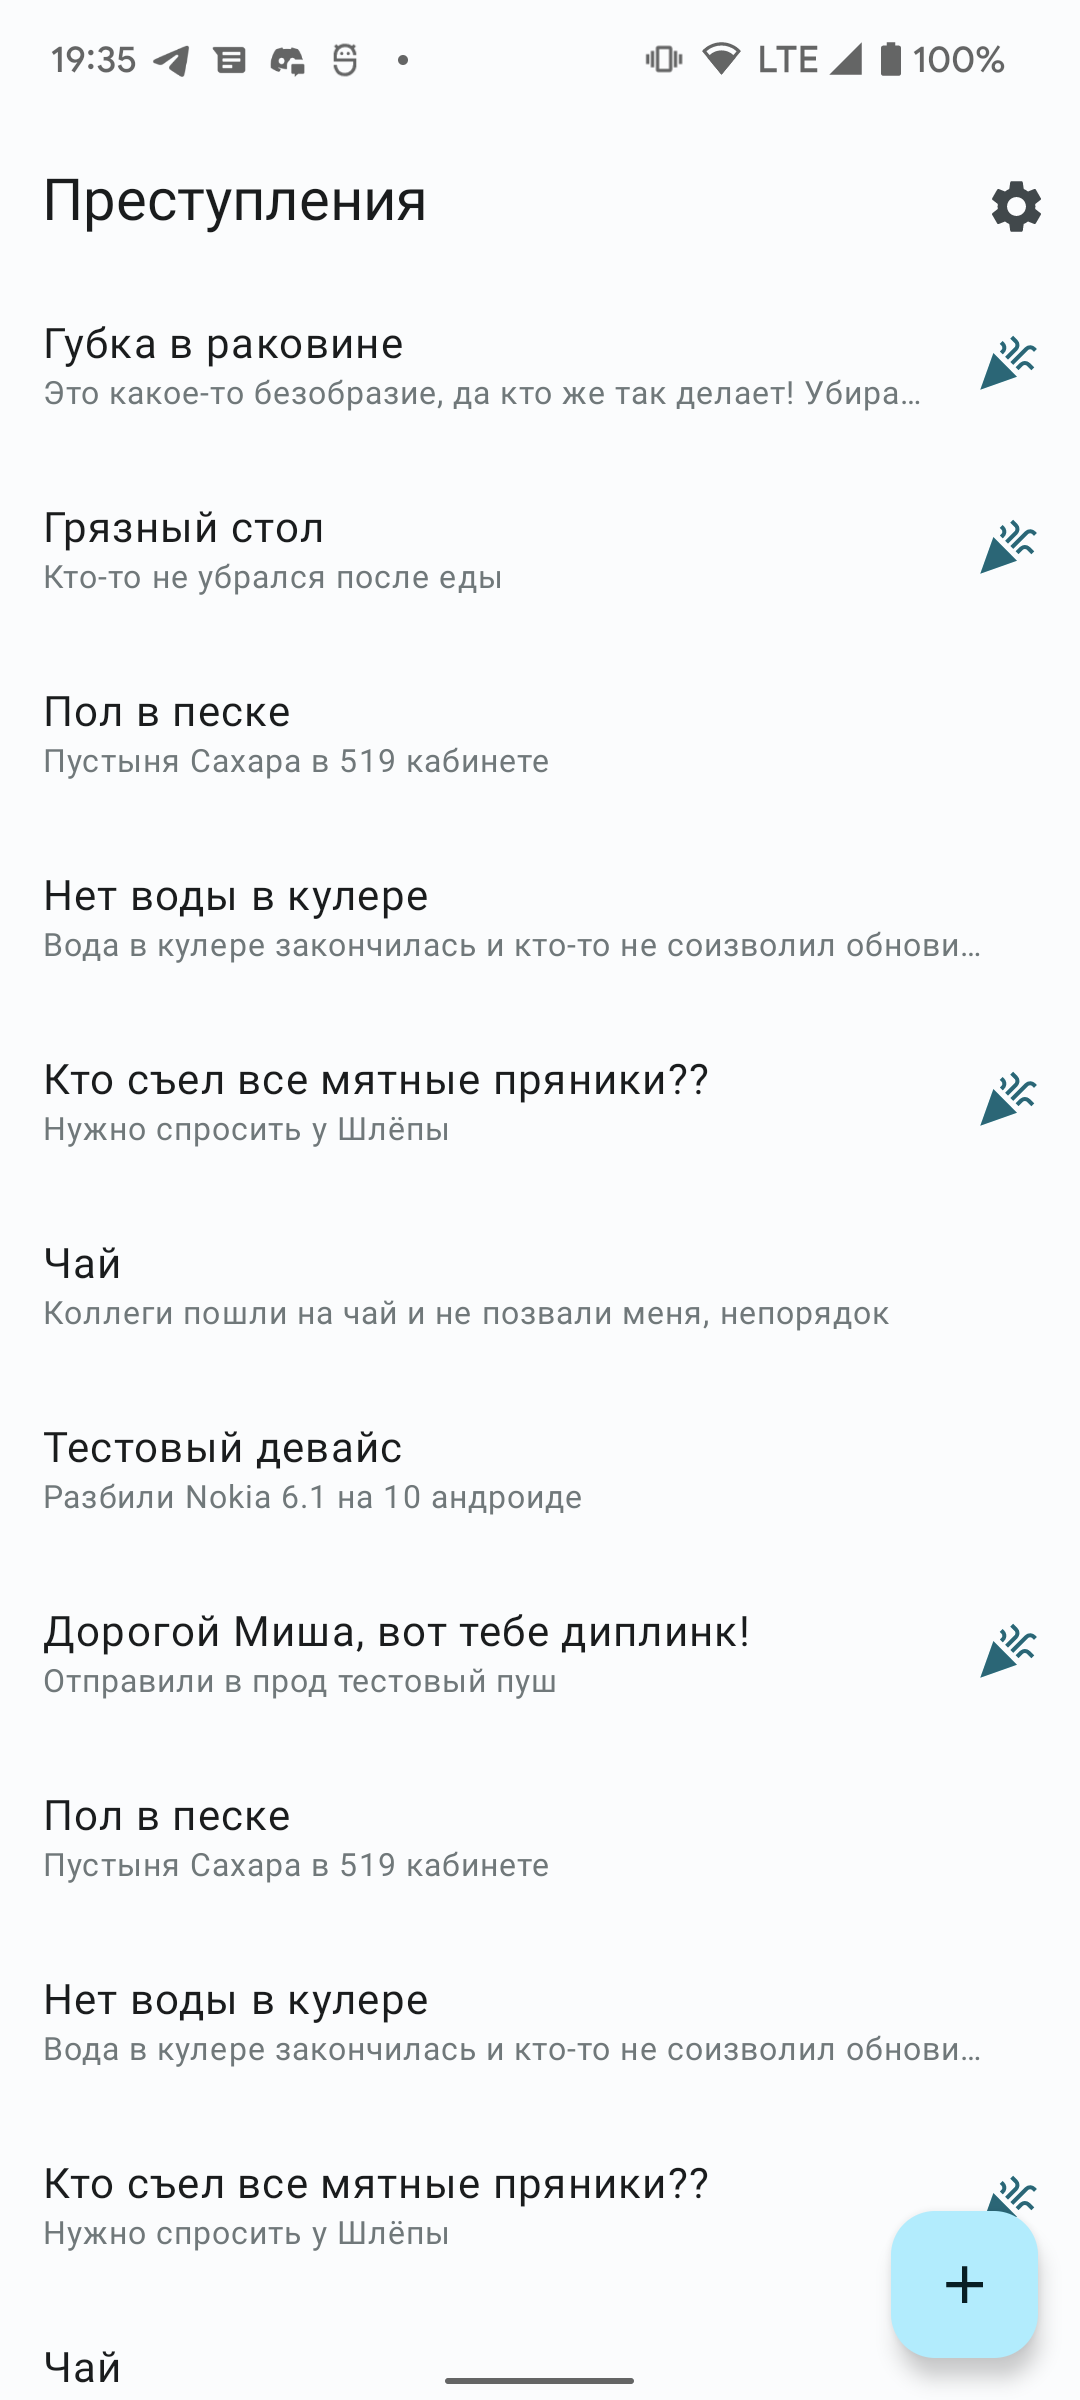 19:35
LTE 100%
Преступления
Губка в раковине
Это какое-то безобразие, да кто же так делает! Убира…
Грязный стол
Кто-то не убрался после еды
Пол в песке
Пустыня Сахара в 519 кабинете
Нет воды в кулере
Вода в кулере закончилась и кто-то не соизволил обнови…
Кто съел все мятные пряники??
Нужно спросить у Шлёпы
Чай
Коллеги пошли на чай и не позвали меня, непорядок
Тестовый девайс
Разбили Nokia 6.1 на 10 андроиде
Дорогой Миша, вот тебе диплинк!
Отправили в прод тестовый пуш
Пол в песке
Пустыня Сахара в 519 кабинете
Нет воды в кулере
Вода в кулере закончилась и кто-то не соизволил обнови…
Кто съел все мятные пряники??
Нужно спросить у Шлёпы
Чай